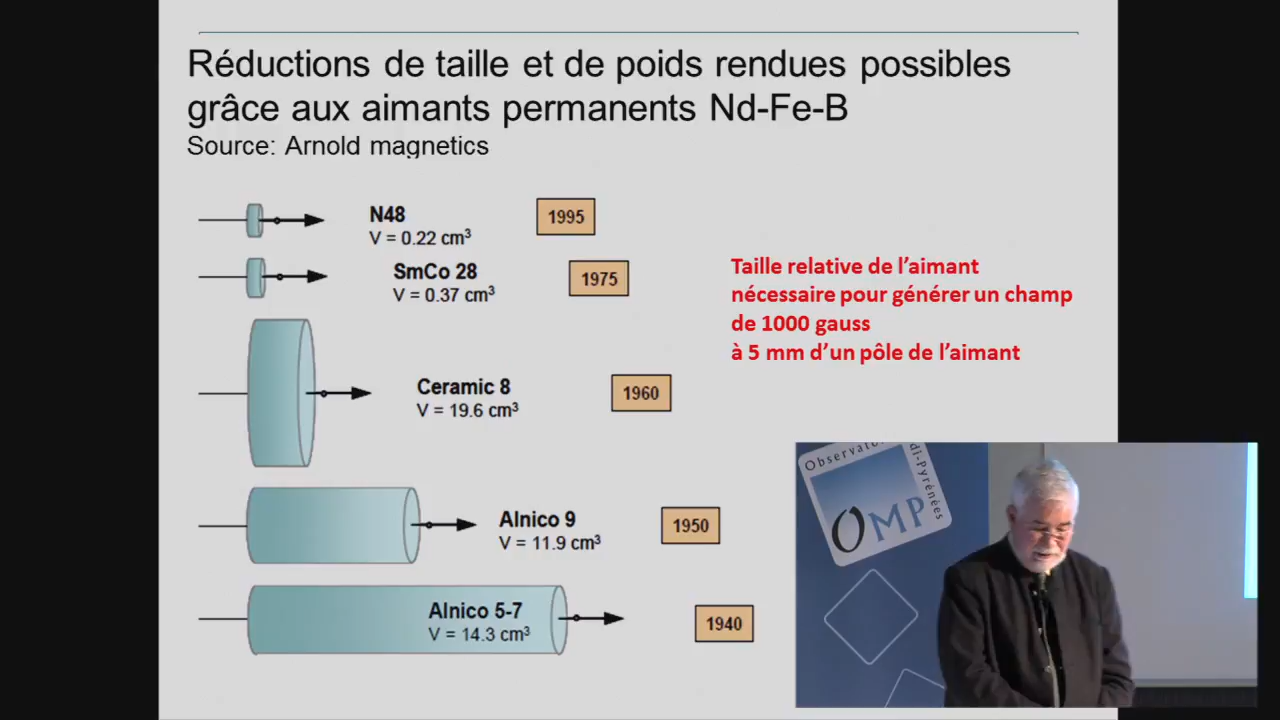 Réductions de taille et de poids rendues possibles
grâce aux aimants permanents Nd-Fe-B
Source: Arnold magnetics
N48
V = 0.22 cm³
1995
SmCo 28
V = 0.37 cm³
1975
Taille relative de l’aimant
nécessaire pour générer un champ
de 1000 gauss
à 5 mm d’un pôle de l’aimant
Ceramic 8
V = 19.6 cm³
1960
Alnico 9
V = 11.9 cm³
1950
Alnico 5-7
V = 14.3 cm³
1940
OMP